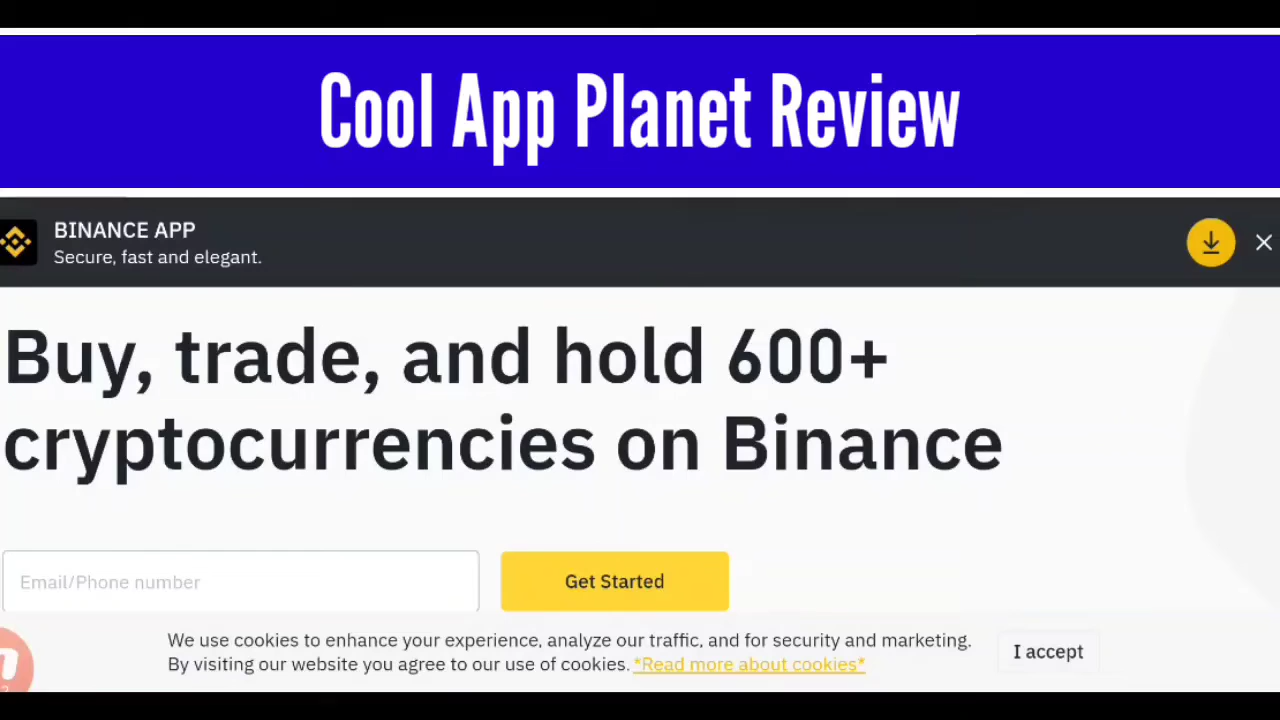 Cool App Planet Review
BINANCE APP
Secure, fast and elegant.
Buy, trade, and hold 600+
cryptocurrencies on Binance
Email/Phone number
Get Started
We use cookies to enhance your experience, analyze our traffic, and for security and marketing.
By visiting our website you agree to our use of cookies. *Read more about cookies*
I accept